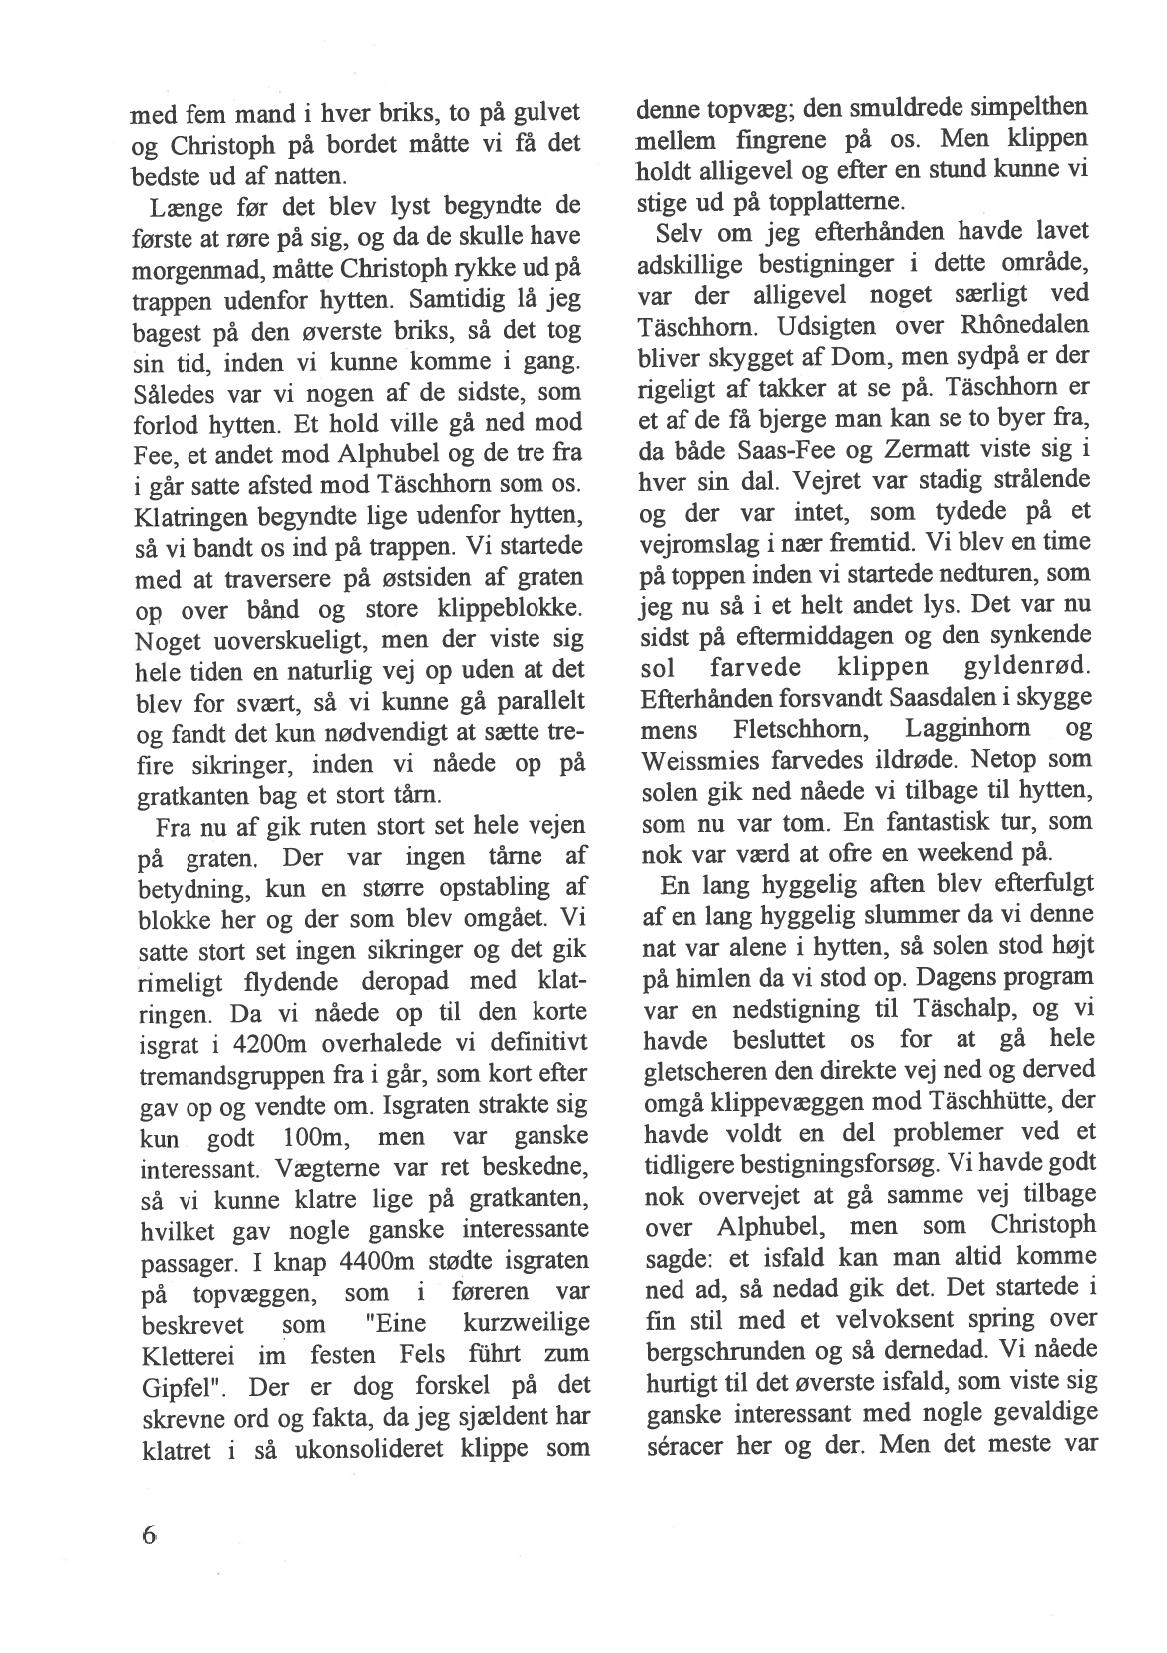 med fem mand i hver briks, to på gulvet
og Christoph på bordet måtte vi få det
bedste ud af natten.
Længe før det blev lyst begyndte de
første at røre på sig, og da de skulle have
morgenmad, måtte Christoph rykke ud på
trappen udenfor hytten. Samtidig lå jeg
bagest på den øverste briks, så det tog
sin tid, inden vi kunne komme i gang.
Således var vi nogen af de sidste, som
forlod hytten. Et hold ville gå ned mod
Fee, et andet mod Alphubel og de tre fra
i går satte afsted mod Täschhorn som os.
Klatringen begyndte lige udenfor hytten,
så vi bandt os ind på trappen. Vi startede
med at traversere på østsiden af graten
op over bånd og store klippeblokke.
Noget uoverskueligt, men der viste sig
hele tiden en naturlig vej op uden at det
blev for svært, så vi kunne gå parallelt
og fandt det kun nødvendigt at sætte tre-
fire sikringer, inden vi nåede op på
gratkanten bag et stort tårn.
Fra nu af gik ruten stort set hele vejen
på graten. Der var ingen tårne af
betydning, kun en større opstabling af
blokke her og der som blev omgået. Vi
satte stort set ingen sikringer og det gik
rimeligt flydende deropad med klat-
ringen. Da vi nåede op til den korte
isgrat i 4200m overhalede vi definitivt
tremandsgruppen fra i går, som kort efter
gav op og vendte om. Isgraten strakte sig
kun godt 100m, men var ganske
interessant. Vægterne var ret beskedne,
så vi kunne klatre lige på gratkanten,
hvilket gav nogle ganske interessante
passager. I knap 4400m stødte isgraten
på topvæggen, som i føreren var
beskrevet som "Eine kurzweilige
Kletterei im festen Fels führt zum
Gipfel". Der er dog forskel på det
skrevne ord og fakta, da jeg sjældent har
klatret i så ukonsolideret klippe som
denne topvæg; den smuldrede simpelthen
mellem fingrene på os. Men klippen
holdt alligevel og efter en stund kunne vi
stige ud på topplatterne.
Selv om jeg efterhånden havde lavet
adskillige bestigninger i dette område,
var der alligevel noget særligt ved
Täschhorn. Udsigten over Rhônedalen
bliver skygget af Dom, men sydpå er der
rigeligt af takker at se på. Täschhorn er
et af de få bjerge man kan se to byer fra,
da både Saas-Fee og Zermatt viste sig i
hver sin dal. Vejret var stadig strålende
og der var intet, som tydede på et
vejromslag i nær fremtid. Vi blev en time
på toppen inden vi startede nedturen, som
jeg nu så i et helt andet lys. Det var nu
sidst på eftermiddagen og den synkende
sol farvede klippen gyldenrød.
Efterhånden forsvandt Saasdalen i skygge
mens Fletschhorn, Lagginhorn og
Weissmies farvedes ildrøde. Netop som
solen gik ned nåede vi tilbage til hytten,
som nu var tom. En fantastisk tur, som
nok var værd at ofre en weekend på.
En lang hyggelig aften blev efterfulgt
af en lang hyggelig slummer da vi denne
nat var alene i hytten, så solen stod højt
på himlen da vi stod op. Dagens program
var en nedstigning til Täschalp, og vi
havde besluttet os for at gå hele
gletscheren den direkte vej ned og derved
omgå klippevæggen mod Täschhütte, der
havde voldt en del problemer ved et
tidligere bestigningsforsøg. Vi havde godt
nok overvejet at gå samme vej tilbage
over Alphubel, men som Christoph
sagde: et isfald kan man altid komme
ned ad, så nedad gik det. Det startede i
fin stil med et velvoksent spring over
bergschrunden og så dernedad. Vi nåede
hurtigt til det øverste isfald, som viste sig
ganske interessant med nogle gevaldige
séracer her og der. Men det meste var
6